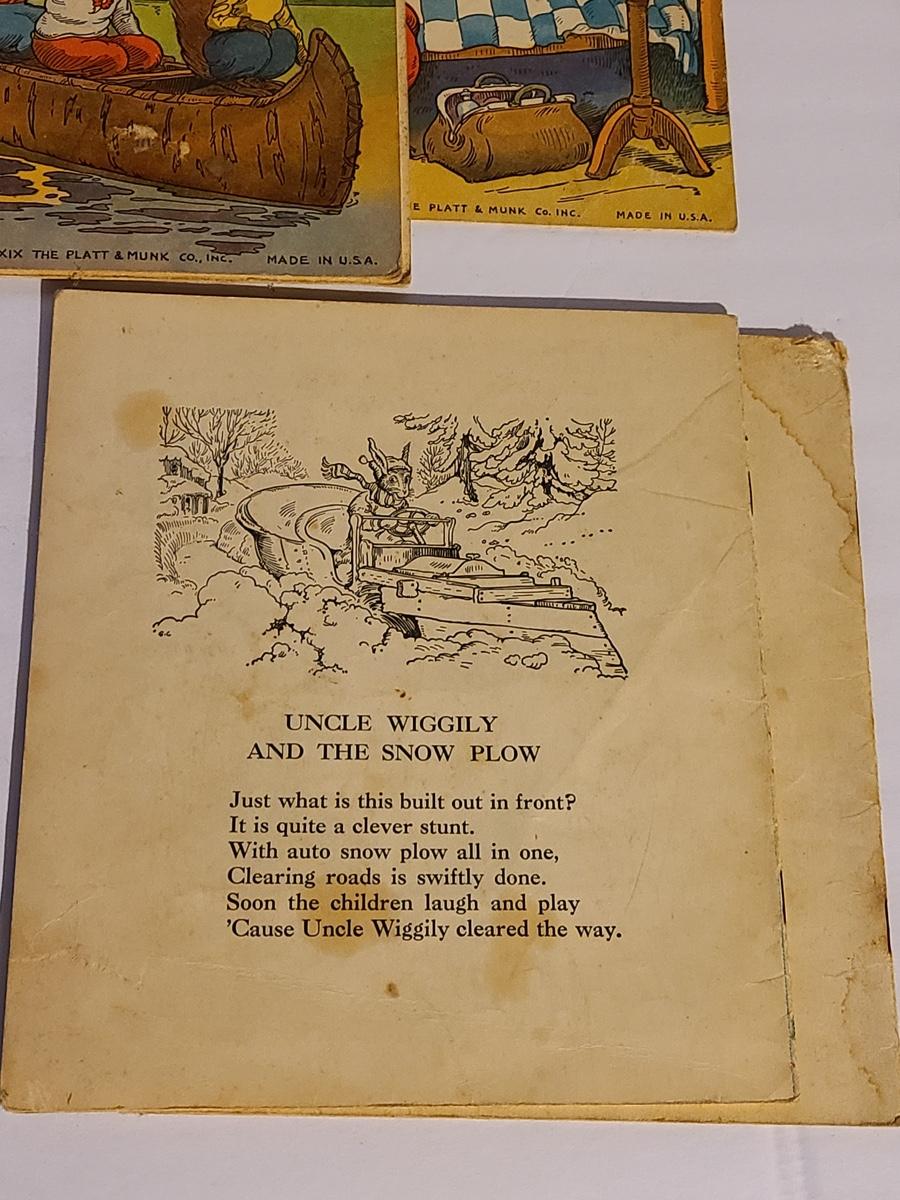 XIX THE PLATT & MUNK CO., INC. MADE IN U.S.A.
E PLATT & MUNK Co. INC. MADE IN U.S.A.
UNCLE WIGGILY
AND THE SNOW PLOW
Just what is this built out in front?
It is quite a clever stunt.
With auto snow plow all in one,
Clearing roads is swiftly done.
Soon the children laugh and play
'Cause Uncle Wiggily cleared the way.